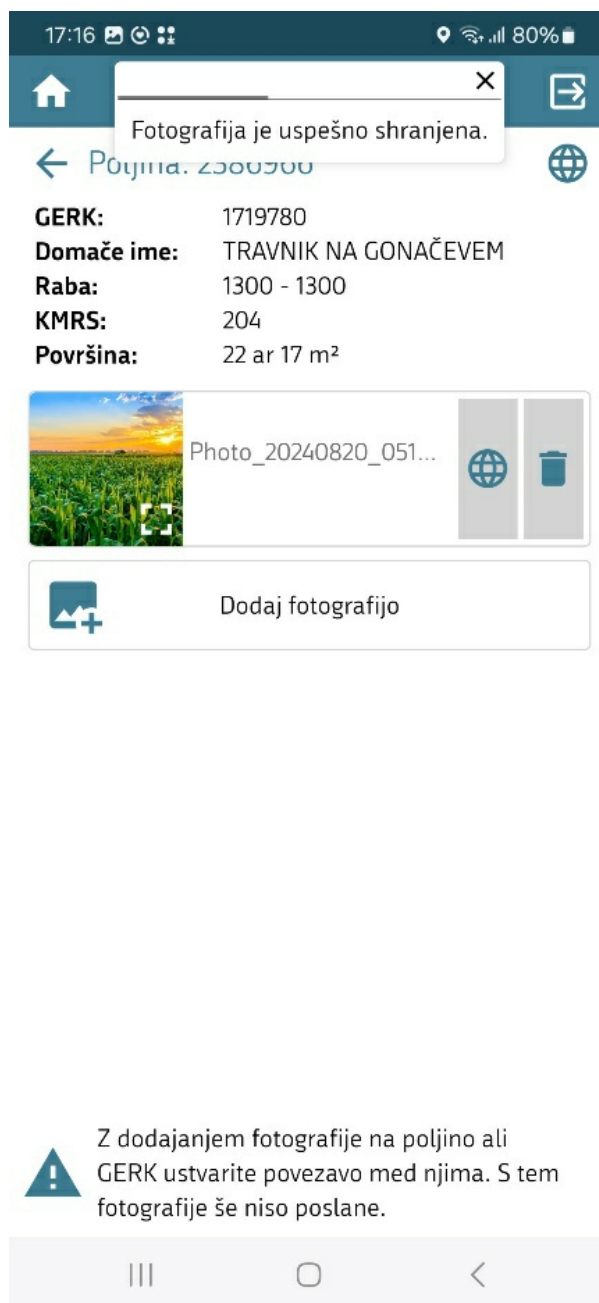 17:16 80%
Fotografija je uspešno shranjena.
Poljina: 2386966
GERK: 1719780
Domače ime: TRAVNIK NA GONAČEVEM
Raba: 1300 - 1300
KMRS: 204
Površina: 22 ar 17 m²
Photo_20240820_051...
Dodaj fotografijo
Z dodajanjem fotografije na poljino ali
GERK ustvarite povezavo med njima. S tem
fotografije še niso poslane.